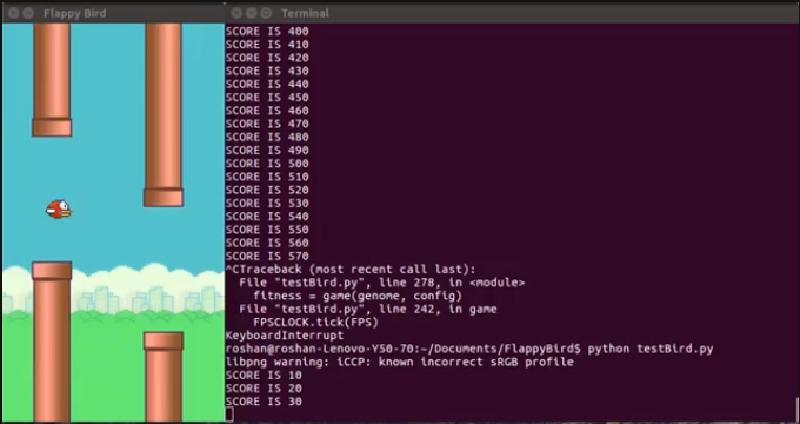 Flappy Bird
Terminal
SCORE IS 400
SCORE IS 410
SCORE IS 420
SCORE IS 430
SCORE IS 440
SCORE IS 450
SCORE IS 460
SCORE IS 470
SCORE IS 480
SCORE IS 490
SCORE IS 500
SCORE IS 510
SCORE IS 520
SCORE IS 530
SCORE IS 540
SCORE IS 550
SCORE IS 560
SCORE IS 570
^CTraceback (most recent call last):
  File "testBird.py", line 278, in <module>
    fitness = game(genome, config)
  File "testBird.py", line 242, in game
    FPSCLOCK.tick(FPS)
KeyboardInterrupt
roshan@roshan-Lenovo-Y50-70:~/Documents/FlappyBird$ python testBird.py
libpng warning: iCCP: known incorrect sRGB profile
SCORE IS 10
SCORE IS 20
SCORE IS 30